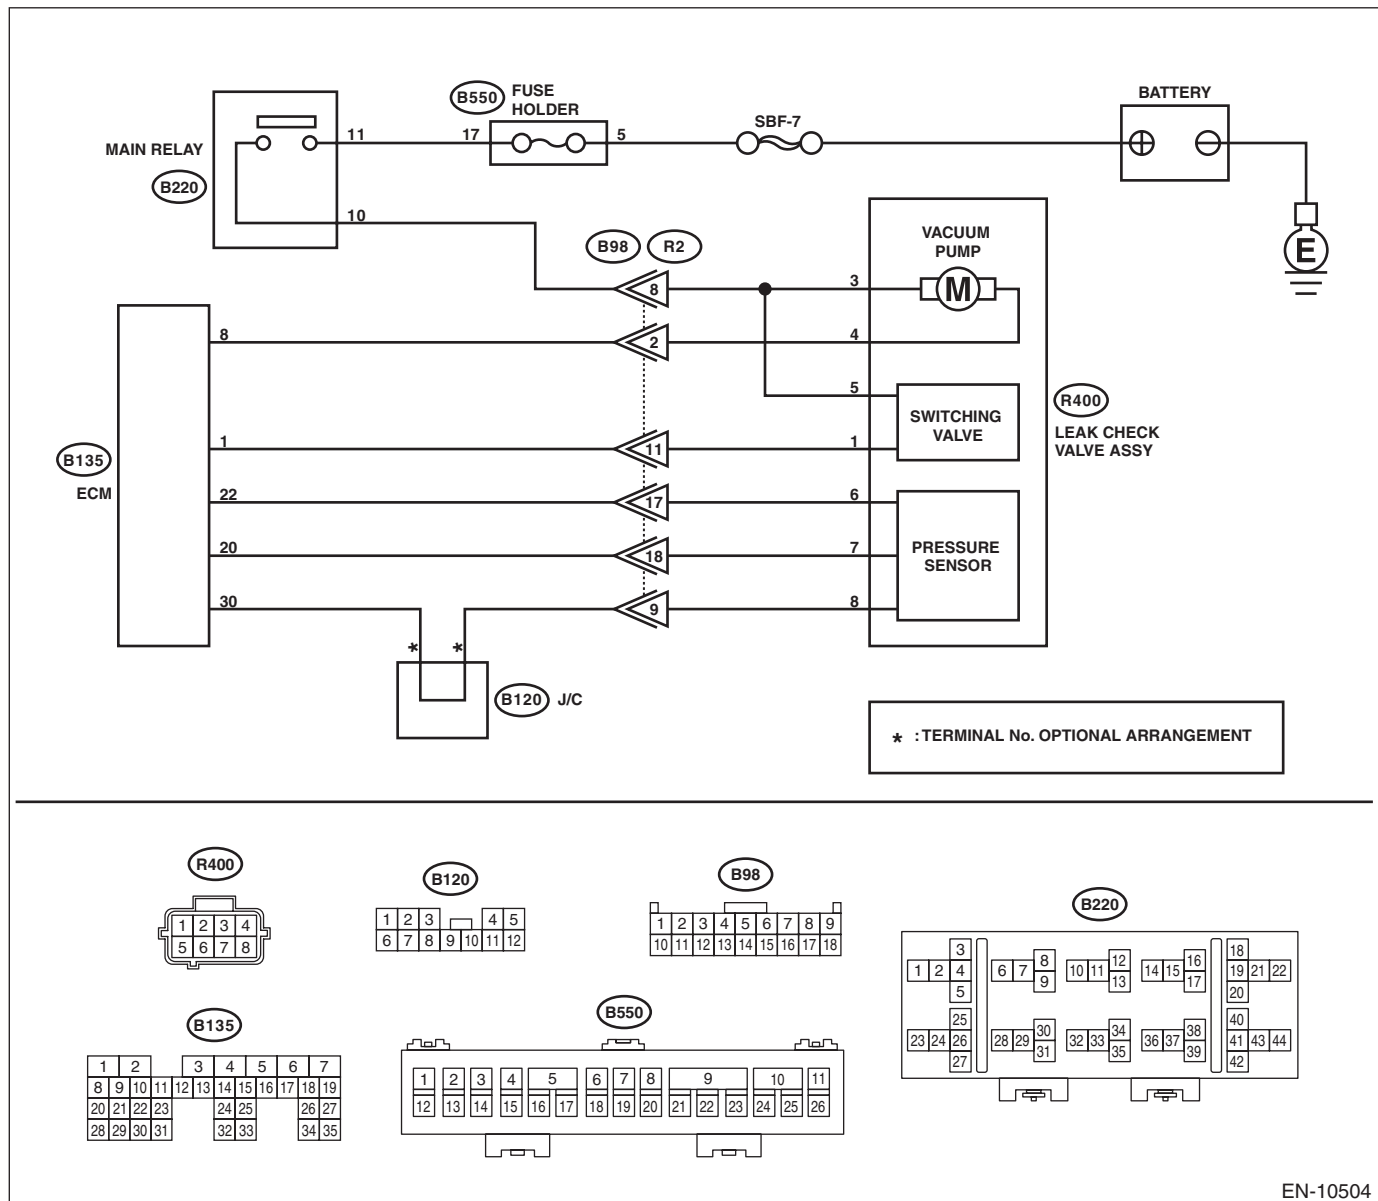 B550 FUSE
HOLDER
BATTERY
SBF-7
MAIN RELAY
11 17 5
B220
10
VACUUM
PUMP
B98 R2
E
8 3 M
8 2 4
5
R400
SWITCHING
VALVE
LEAK CHECK
VALVE ASSY
1 11 1
B135
ECM
22 17 6
20 18 7
PRESSURE
SENSOR
30 9 8
* *
B120 J/C
* : TERMINAL No. OPTIONAL ARRANGEMENT
R400
1 2 3 4
5 6 7 8
B120
1 2 3 4 5
6 7 8 9 10 11 12
B98
1 2 3 4 5 6 7 8 9
10 11 12 13 14 15 16 17 18
B220
3 8 12 16 18
1 2 4 6 7 9 10 11 13 14 15 17 19 21 22
5 20
25 30 34 38 40
23 24 26 28 29 31 32 33 35 36 37 39 41 43 44
27 42
B135
1 2 3 4 5 6 7
8 9 10 11 12 13 14 15 16 17 18 19
20 21 22 23 24 25 26 27
28 29 30 31 32 33 34 35
B550
1 2 3 4 5 6 7 8 9 10 11
12 13 14 15 16 17 18 19 20 21 22 23 24 25 26
EN-10504